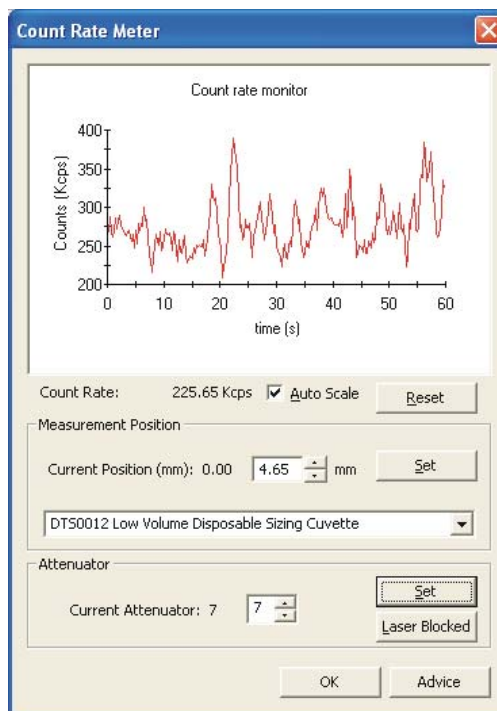 Count Rate Meter
Count rate monitor
400
350
300
250
200
Counts (Kcps)
0 10 20 30 40 50 60
time (s)
Count Rate: 225.65 Kcps Auto Scale Reset
Measurement Position
Current Position (mm): 0.00 4.65 mm Set
DTS0012 Low Volume Disposable Sizing Cuvette
Attenuator
Current Attenuator: 7 7 Set
Laser Blocked
OK Advice